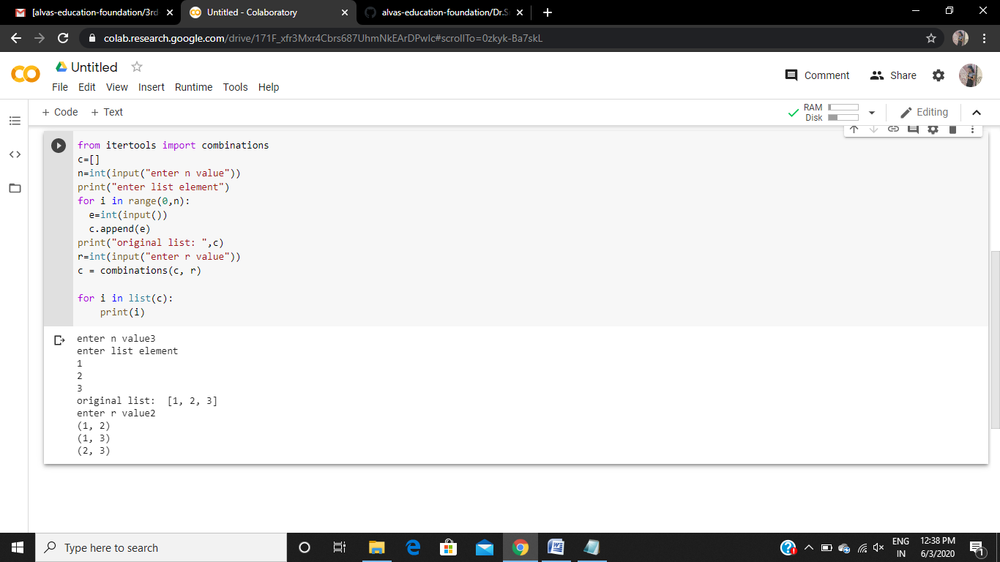 [alvas-education-foundation/3rd
Untitled - Colaboratory
alvas-education-foundation/Dr.S
colab.research.google.com/drive/171F_xfr3Mxr4Cbrs687UhmNkEArDPwIc#scrollTo=0zkyk-Ba7skL
Untitled
Comment
Share
File Edit View Insert Runtime Tools Help
+ Code + Text
RAM
Disk
Editing
from itertools import combinations
c=[]
n=int(input("enter n value"))
print("enter list element")
for i in range(0,n):
  e=int(input())
  c.append(e)
print("original list: ",c)
r=int(input("enter r value"))
c = combinations(c, r)
for i in list(c):
    print(i)
enter n value3
enter list element
1
2
3
original list:  [1, 2, 3]
enter r value2
(1, 2)
(1, 3)
(2, 3)
Type here to search
ENG
IN
12:38 PM
6/3/2020
1